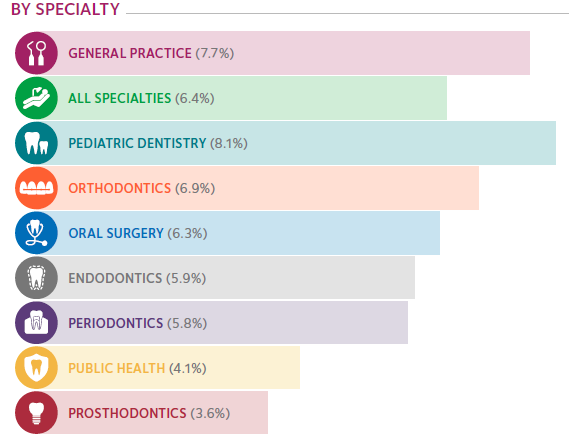 BY SPECIALTY
GENERAL PRACTICE (7.7%)
ALL SPECIALTIES (6.4%)
PEDIATRIC DENTISTRY (8.1%)
ORTHODONTICS (6.9%)
ORAL SURGERY (6.3%)
ENDODONTICS (5.9%)
PERIODONTICS (5.8%)
PUBLIC HEALTH (4.1%)
PROSTHODONTICS (3.6%)